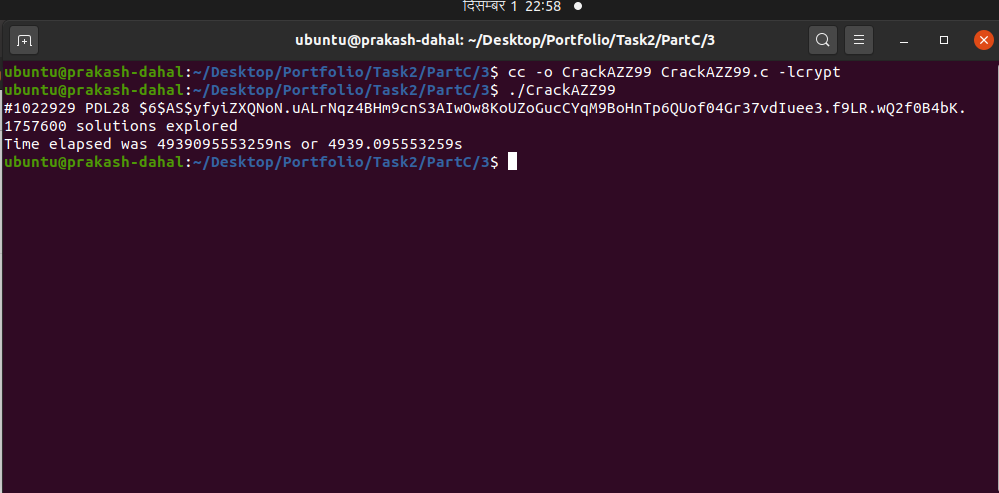 दिसम्बर 1 22:58
ubuntu@prakash-dahal: ~/Desktop/Portfolio/Task2/PartC/3
ubuntu@prakash-dahal:~/Desktop/Portfolio/Task2/PartC/3$ cc -o CrackAZZ99 CrackAZZ99.c -lcrypt
ubuntu@prakash-dahal:~/Desktop/Portfolio/Task2/PartC/3$ ./CrackAZZ99
#1022929 PDL28 $6$AS$yfyiZXQNoN.uALrNqz4BHm9cnS3AIwOw8KoUZoGucCYqM9BoHnTp6QUof04Gr37vdIuee3.f9LR.wQ2f0B4bK.
1757600 solutions explored
Time elapsed was 4939095553259ns or 4939.095553259s
ubuntu@prakash-dahal:~/Desktop/Portfolio/Task2/PartC/3$